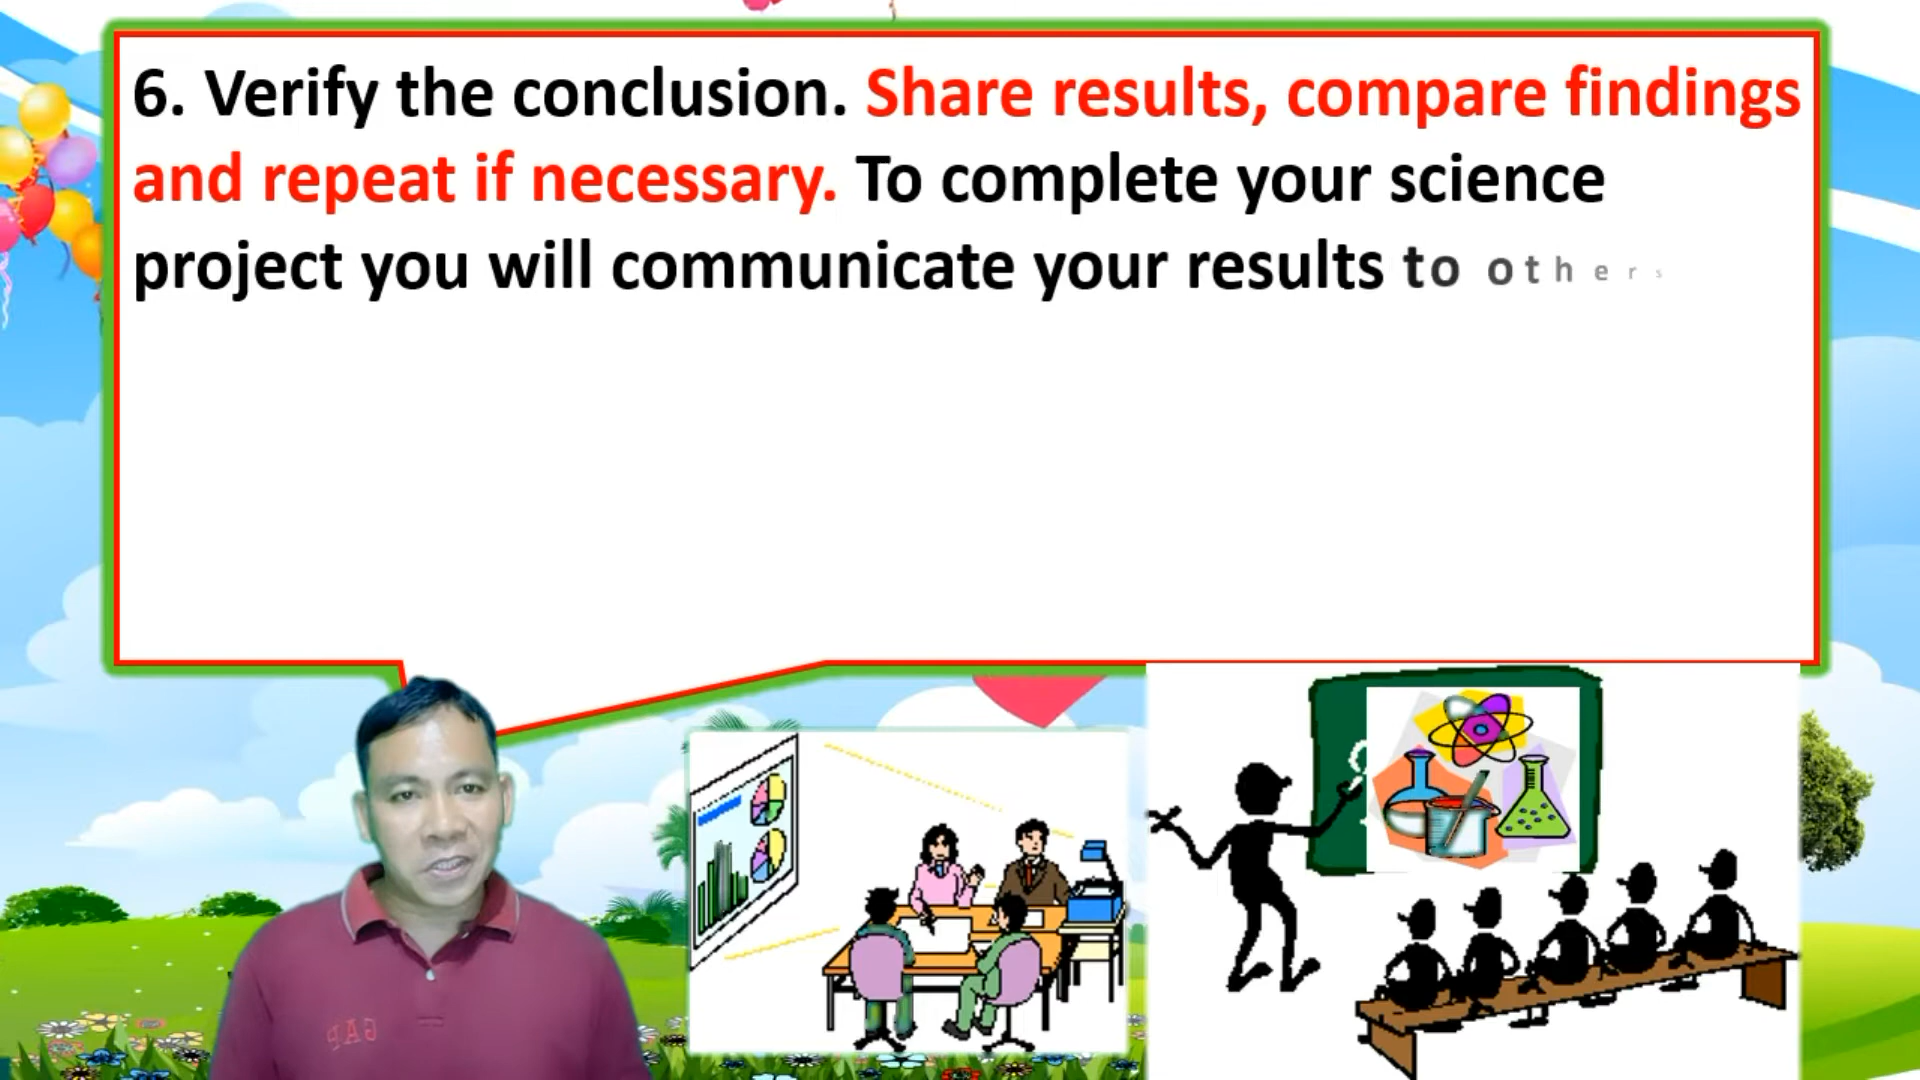 6. Verify the conclusion. Share results, compare findings
and repeat if necessary. To complete your science
project you will communicate your results to others
GAP